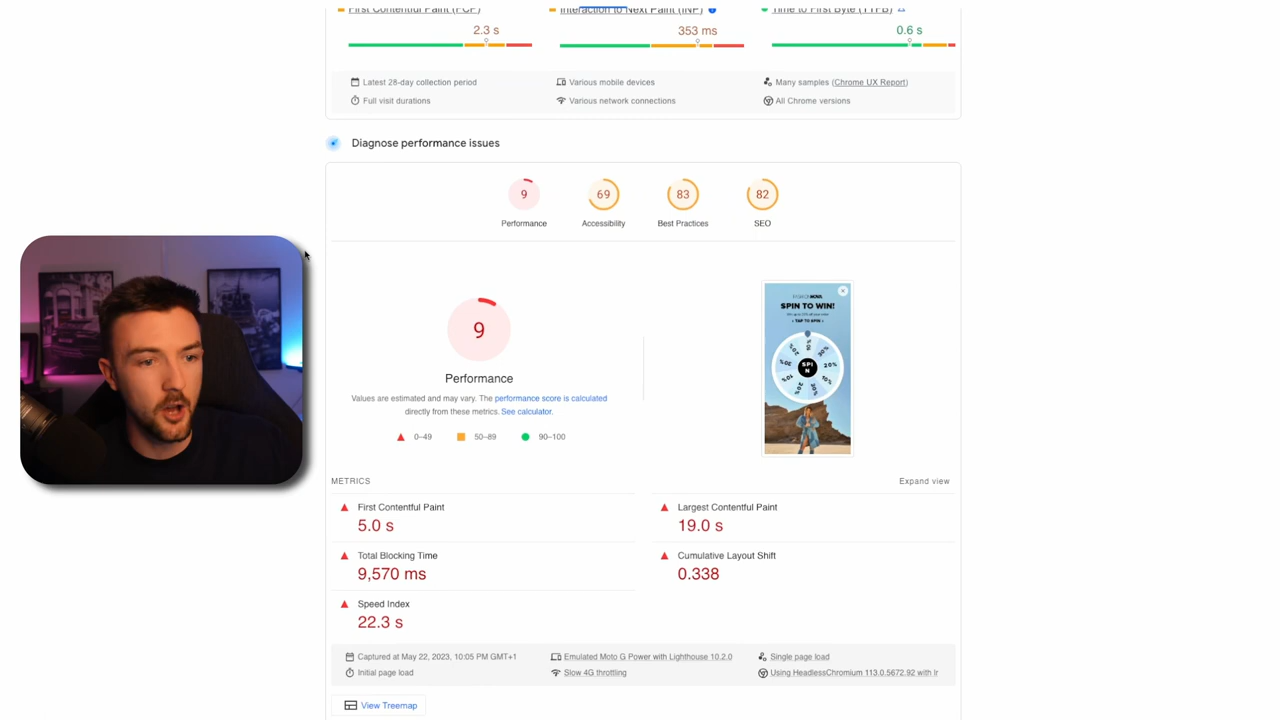 First Contentful Paint (FCP)
Interaction to Next Paint (INP)
Time to First Byte (TTFB)
2.3 s
353 ms
0.6 s
Latest 28-day collection period
Various mobile devices
Many samples (Chrome UX Report)
Full visit durations
Various network connections
All Chrome versions
Diagnose performance issues
9
69
83
82
Performance
Accessibility
Best Practices
SEO
9
Performance
Values are estimated and may vary. The performance score is calculated
directly from these metrics. See calculator.
0–49
50–89
90–100
SPIN TO WIN!
TAP TO SPIN
20%
SPI
N
METRICS
Expand view
First Contentful Paint
5.0 s
Largest Contentful Paint
19.0 s
Total Blocking Time
9,570 ms
Cumulative Layout Shift
0.338
Speed Index
22.3 s
Captured at May 22, 2023, 10:05 PM GMT+1
Emulated Moto G Power with Lighthouse 10.2.0
Single page load
Initial page load
Slow 4G throttling
Using HeadlessChromium 113.0.5672.92 with lr
View Treemap